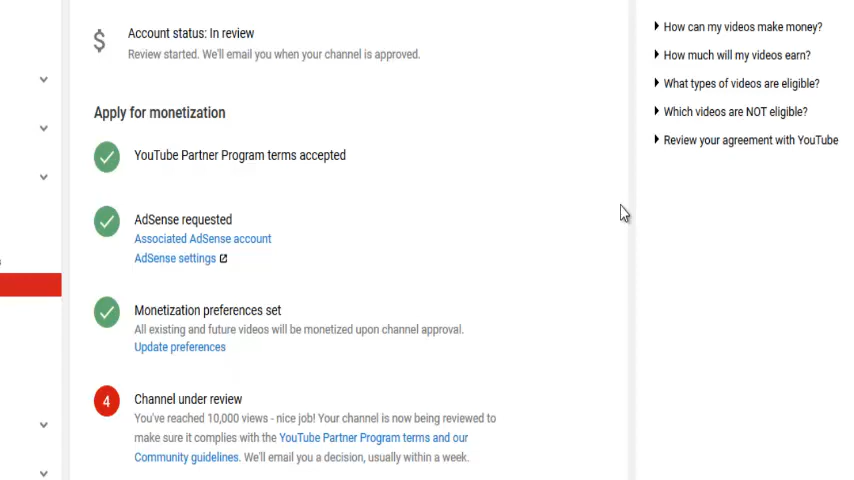 Account status: In review
Review started. We'll email you when your channel is approved.
Apply for monetization
YouTube Partner Program terms accepted
AdSense requested
Associated AdSense account
AdSense settings
Monetization preferences set
All existing and future videos will be monetized upon channel approval.
Update preferences
4
Channel under review
You've reached 10,000 views - nice job! Your channel is now being reviewed to
make sure it complies with the YouTube Partner Program terms and our
Community guidelines. We'll email you a decision, usually within a week.
How can my videos make money?
How much will my videos earn?
What types of videos are eligible?
Which videos are NOT eligible?
Review your agreement with YouTube